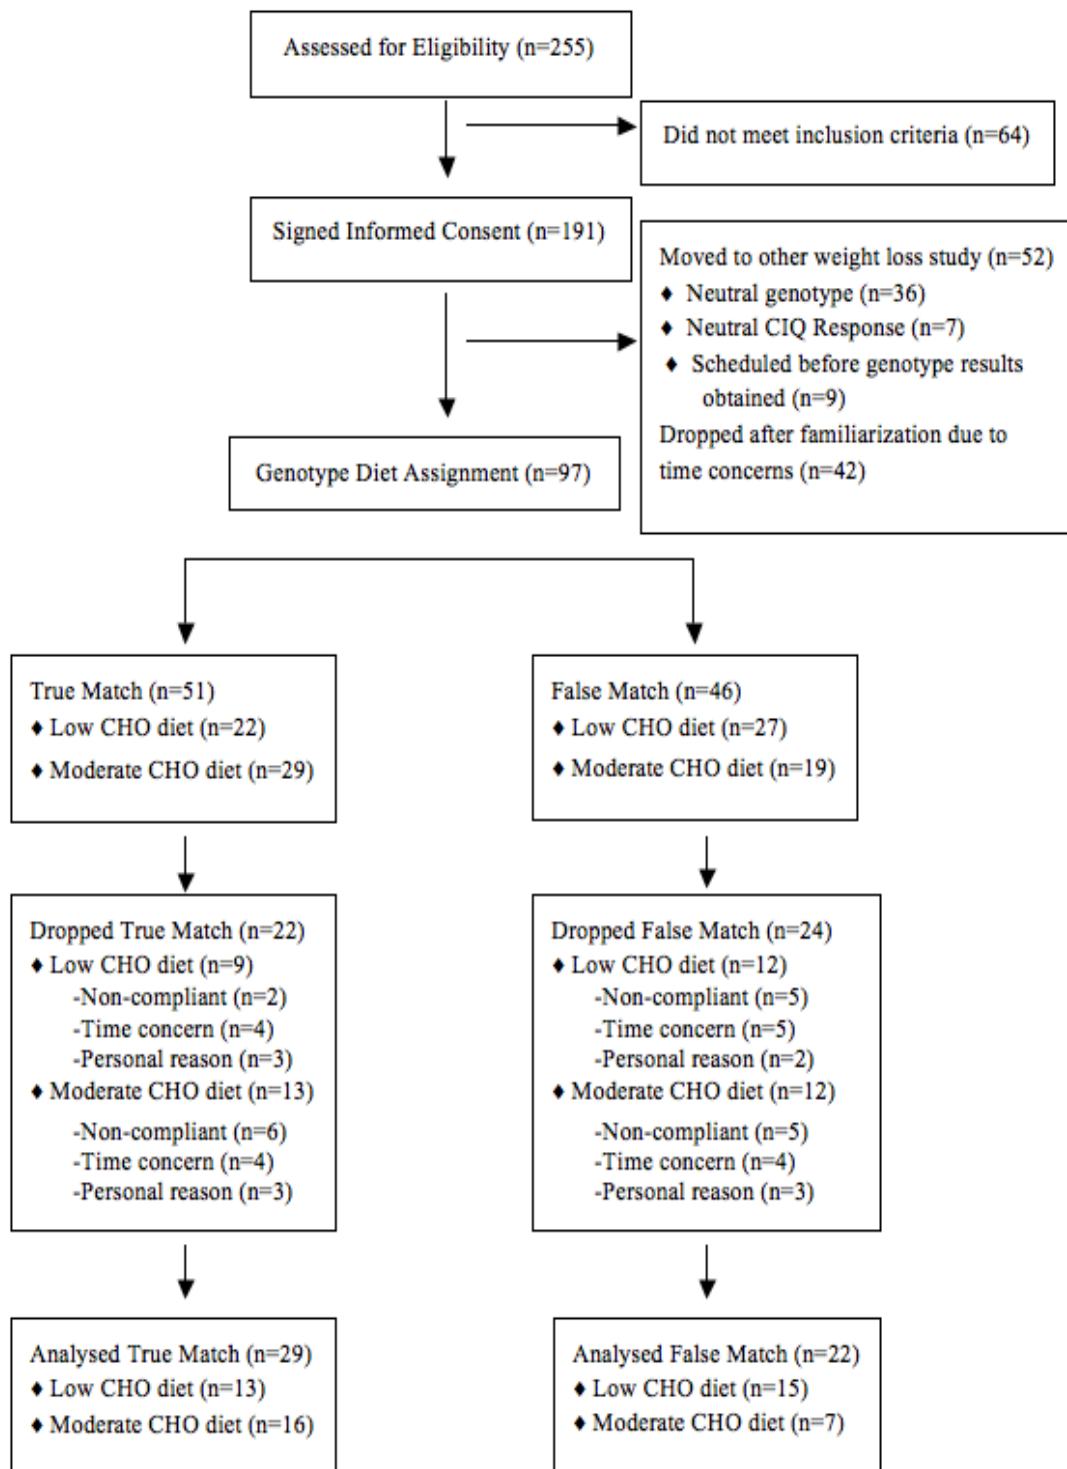 Assessed for Eligibility (n=255)
Did not meet inclusion criteria (n=64)
Signed Informed Consent (n=191)
Moved to other weight loss study (n=52)
♦ Neutral genotype (n=36)
♦ Neutral CIQ Response (n=7)
♦ Scheduled before genotype results
obtained (n=9)
Dropped after familiarization due to
time concerns (n=42)
Genotype Diet Assignment (n=97)
True Match (n=51)
♦ Low CHO diet (n=22)
♦ Moderate CHO diet (n=29)
False Match (n=46)
♦ Low CHO diet (n=27)
♦ Moderate CHO diet (n=19)
Dropped True Match (n=22)
♦ Low CHO diet (n=9)
-Non-compliant (n=2)
-Time concern (n=4)
-Personal reason (n=3)
♦ Moderate CHO diet (n=13)
-Non-compliant (n=6)
-Time concern (n=4)
-Personal reason (n=3)
Dropped False Match (n=24)
♦ Low CHO diet (n=12)
-Non-compliant (n=5)
-Time concern (n=5)
-Personal reason (n=2)
♦ Moderate CHO diet (n=12)
-Non-compliant (n=5)
-Time concern (n=4)
-Personal reason (n=3)
Analysed True Match (n=29)
♦ Low CHO diet (n=13)
♦ Moderate CHO diet (n=16)
Analysed False Match (n=22)
♦ Low CHO diet (n=15)
♦ Moderate CHO diet (n=7)